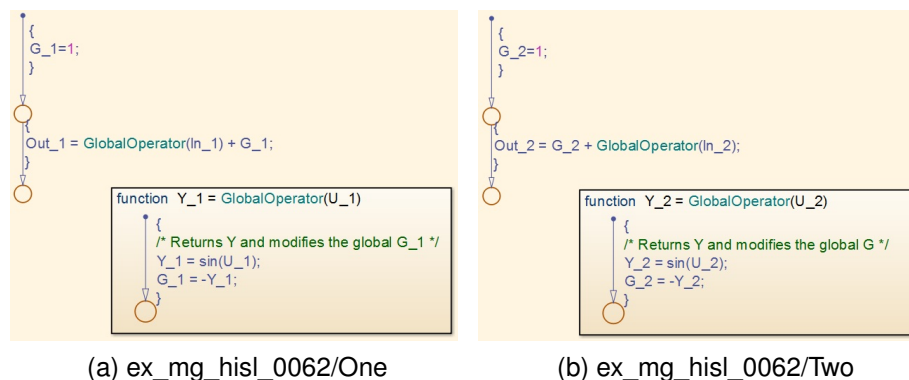 {
G_1=1;
}
{
Out_1 = GlobalOperator(In_1) + G_1;
}
function Y_1 = GlobalOperator(U_1)
{
/* Returns Y and modifies the global G_1 */
Y_1 = sin(U_1);
G_1 = -Y_1;
}
(a) ex_mg_hisl_0062/One
{
G_2=1;
}
{
Out_2 = G_2 + GlobalOperator(In_2);
}
function Y_2 = GlobalOperator(U_2)
{
/* Returns Y and modifies the global G */
Y_2 = sin(U_2);
G_2 = -Y_2;
}
(b) ex_mg_hisl_0062/Two